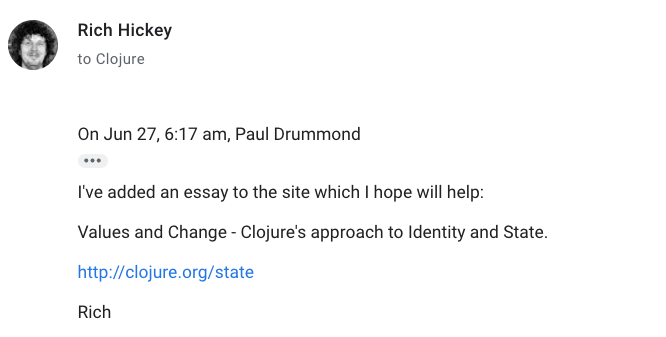 Rich Hickey
to Clojure
On Jun 27, 6:17 am, Paul Drummond
•••
I've added an essay to the site which I hope will help:
Values and Change - Clojure's approach to Identity and State.
http://clojure.org/state
Rich